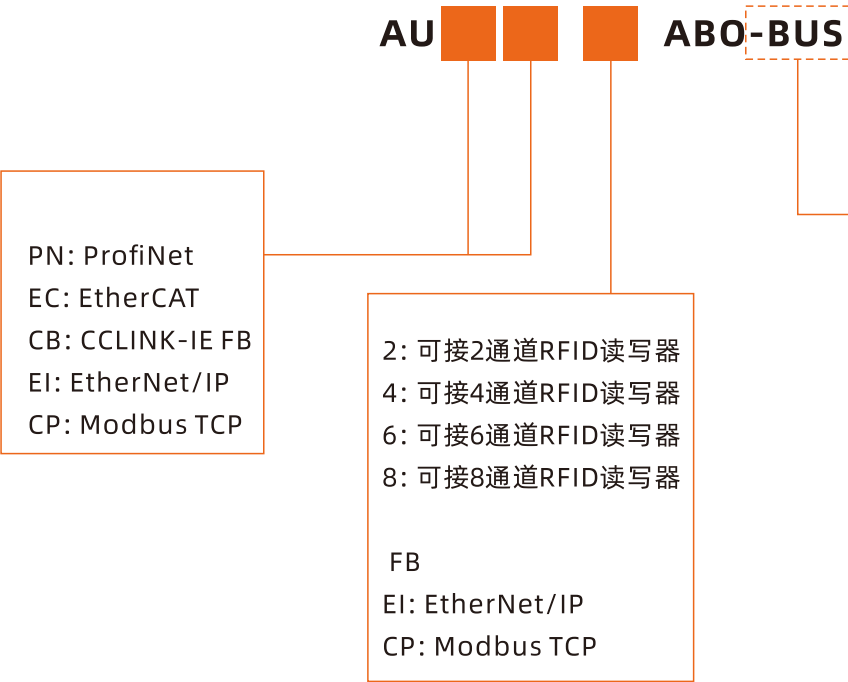 AU ABO-BUS
PN: ProfiNet
EC: EtherCAT
CB: CCLINK-IE FB
EI: EtherNet/IP
CP: Modbus TCP
2: 可接2通道RFID读写器
4: 可接4通道RFID读写器
6: 可接6通道RFID读写器
8: 可接8通道RFID读写器
FB
EI: EtherNet/IP
CP: Modbus TCP